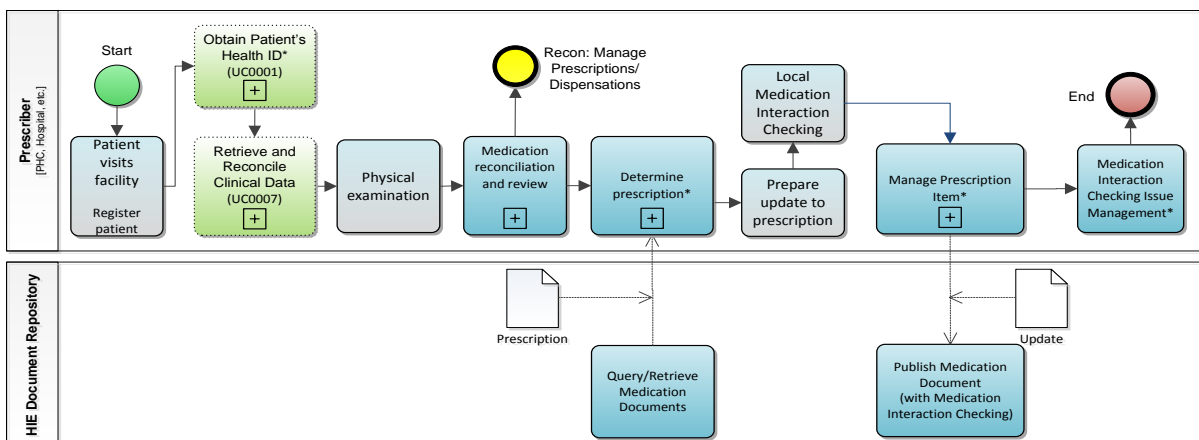 Prescriber
[PHC, Hospital, etc.]
Start
Patient
visits
facility
Register
patient
Obtain Patient's
Health ID*
(UC0001)
Retrieve and
Reconcile
Clinical Data
(UC0007)
Physical
examination
Recon: Manage
Prescriptions/
Dispensations
Medication
reconciliation
and review
Determine
prescription*
Local
Medication
Interaction
Checking
Prepare
update to
prescription
Manage Prescription
Item*
End
Medication
Interaction
Checking Issue
Management*
HIE Document Repository
Prescription
Query/Retrieve
Medication
Documents
Update
Publish Medication
Document
(with Medication
Interaction Checking)